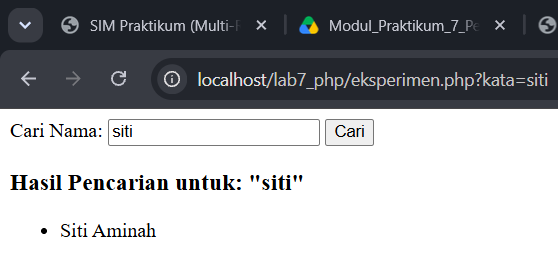 SIM Praktikum (Multi-
Modul_Praktikum_7_Pe
localhost/lab7_php/eksperimen.php?kata=siti
Cari Nama: siti Cari
Hasil Pencarian untuk: "siti"
Siti Aminah